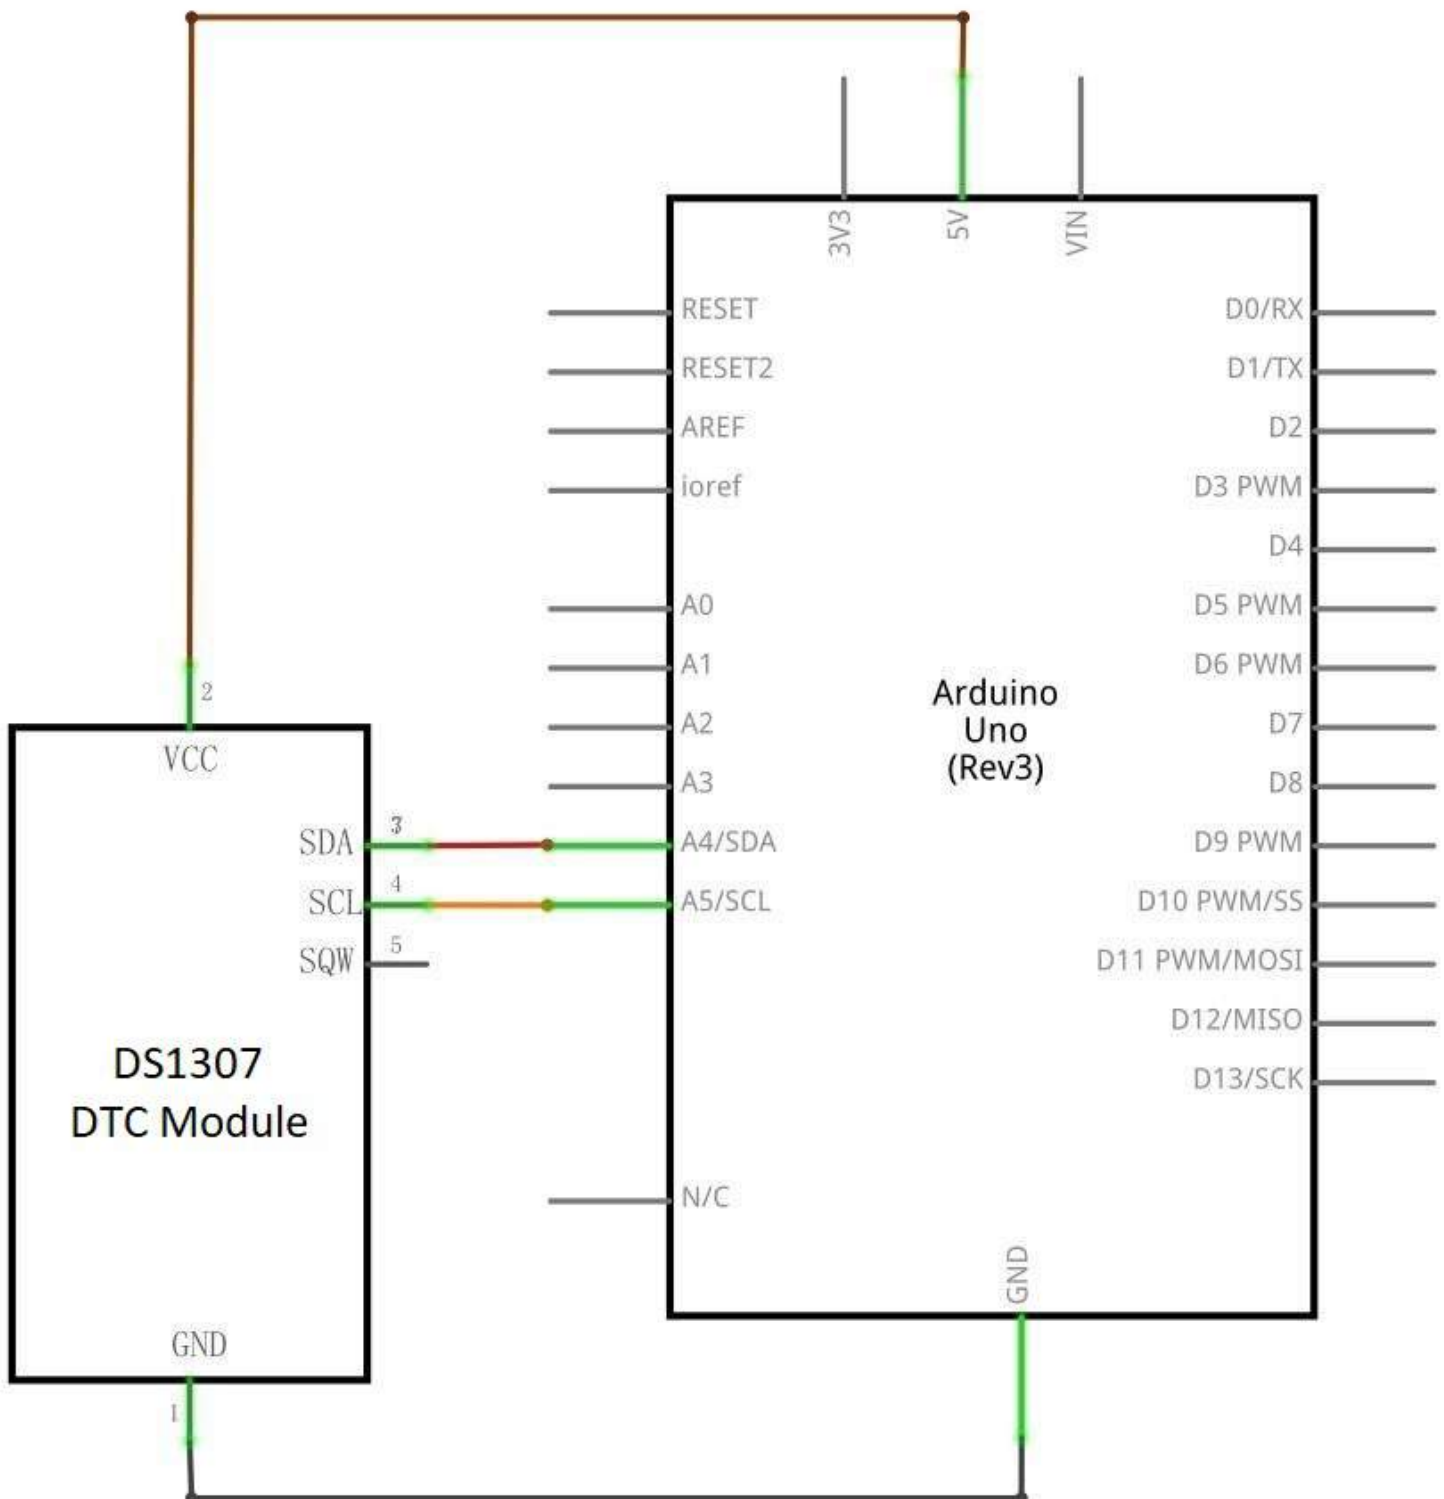 3V3
5V
VIN
RESET
D0/RX
RESET2
D1/TX
AREF
D2
ioref
D3 PWM
D4
A0
D5 PWM
A1
D6 PWM
Arduino
Uno
(Rev3)
2
VCC
A2
D7
A3
D8
3
SDA
A4/SDA
D9 PWM
4
SCL
A5/SCL
D10 PWM/SS
5
SQW
D11 PWM/MOSI
D12/MISO
DS1307
DTC Module
D13/SCK
N/C
GND
GND
1